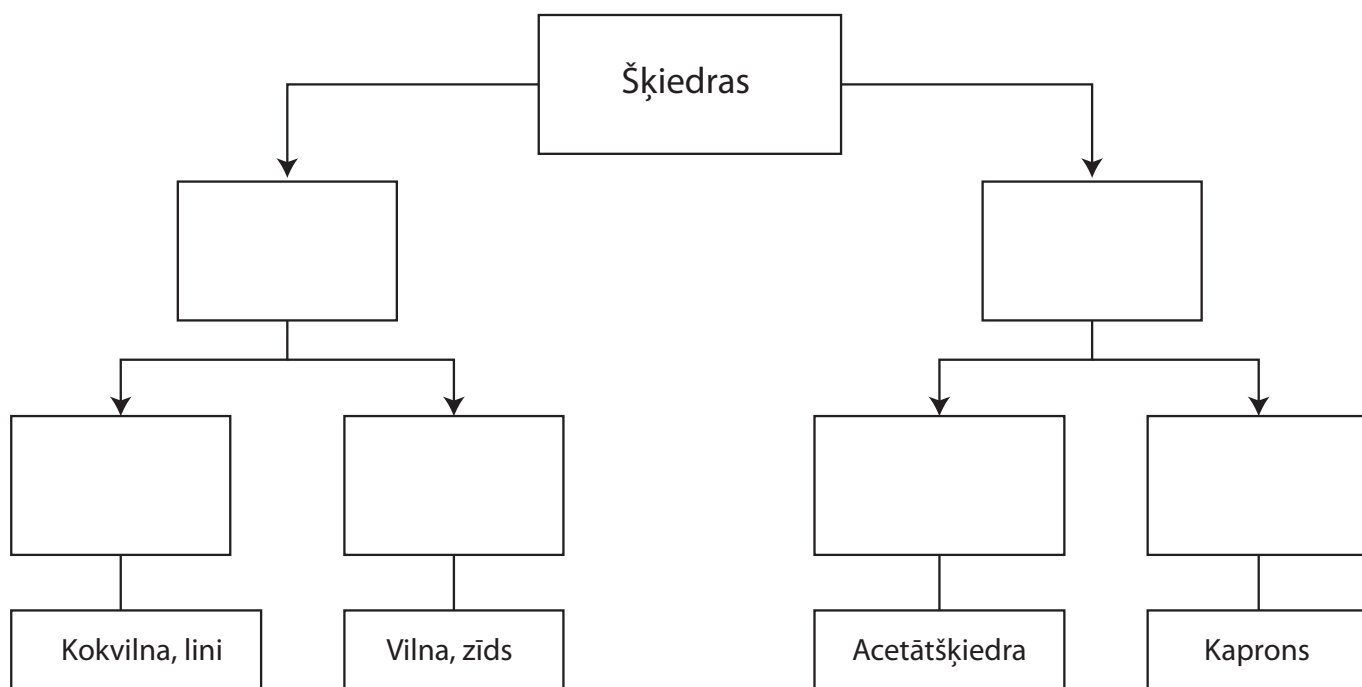 Šķiedras
Kokvilna, lini
Vilna, zīds
Acetātšķiedra
Kaprons